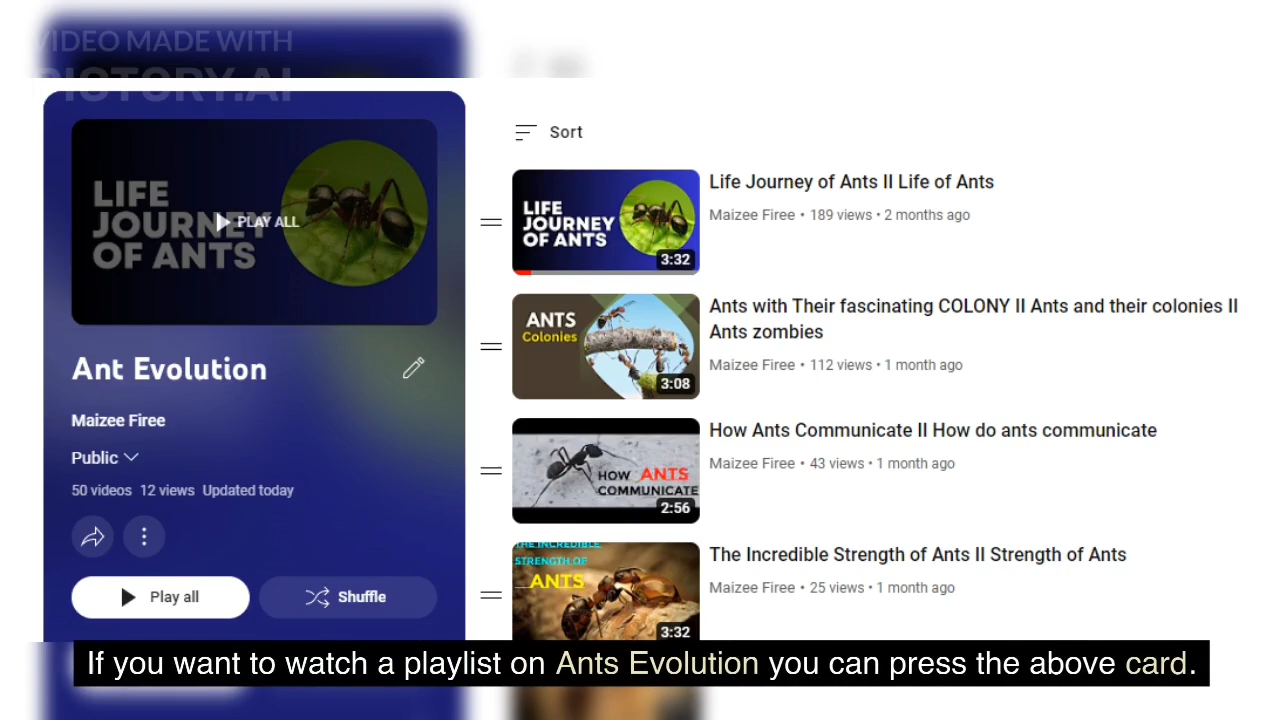 VIDEO MADE WITH
PICTORY.AI
LIFE
JOURNEY
OF ANTS
PLAY ALL
Ant Evolution
Maizee Firee
Public
50 videos 12 views Updated today
Play all
Shuffle
Sort
LIFE
JOURNEY
OF ANTS
3:32
Life Journey of Ants II Life of Ants
Maizee Firee • 189 views • 2 months ago
ANTS
Colonies
3:08
Ants with Their fascinating COLONY II Ants and their colonies II
Ants zombies
Maizee Firee • 112 views • 1 month ago
HOW ANTS
COMMUNICATE
2:56
How Ants Communicate II How do ants communicate
Maizee Firee • 43 views • 1 month ago
THE INCREDIBLE
STRENGTH OF
ANTS
3:32
The Incredible Strength of Ants II Strength of Ants
Maizee Firee • 25 views • 1 month ago
If you want to watch a playlist on Ants Evolution you can press the above card.